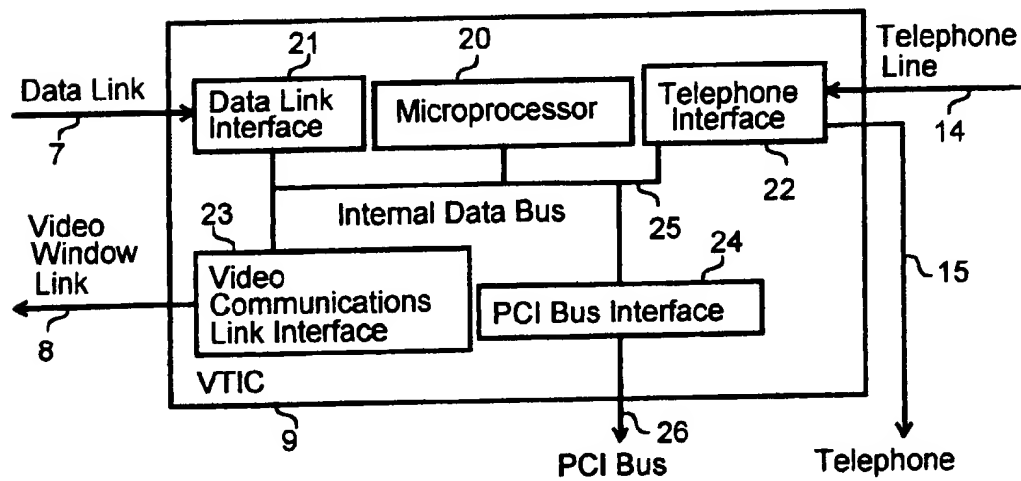 21
20
Telephone
Line
Data Link
Data Link
Interface
Microprocessor
Telephone
Interface
7
14
22
Internal Data Bus
25
23
24
Video
Window
Link
Video
Communications
Link Interface
PCI Bus Interface
15
8
VTIC
9
26
PCI Bus
Telephone